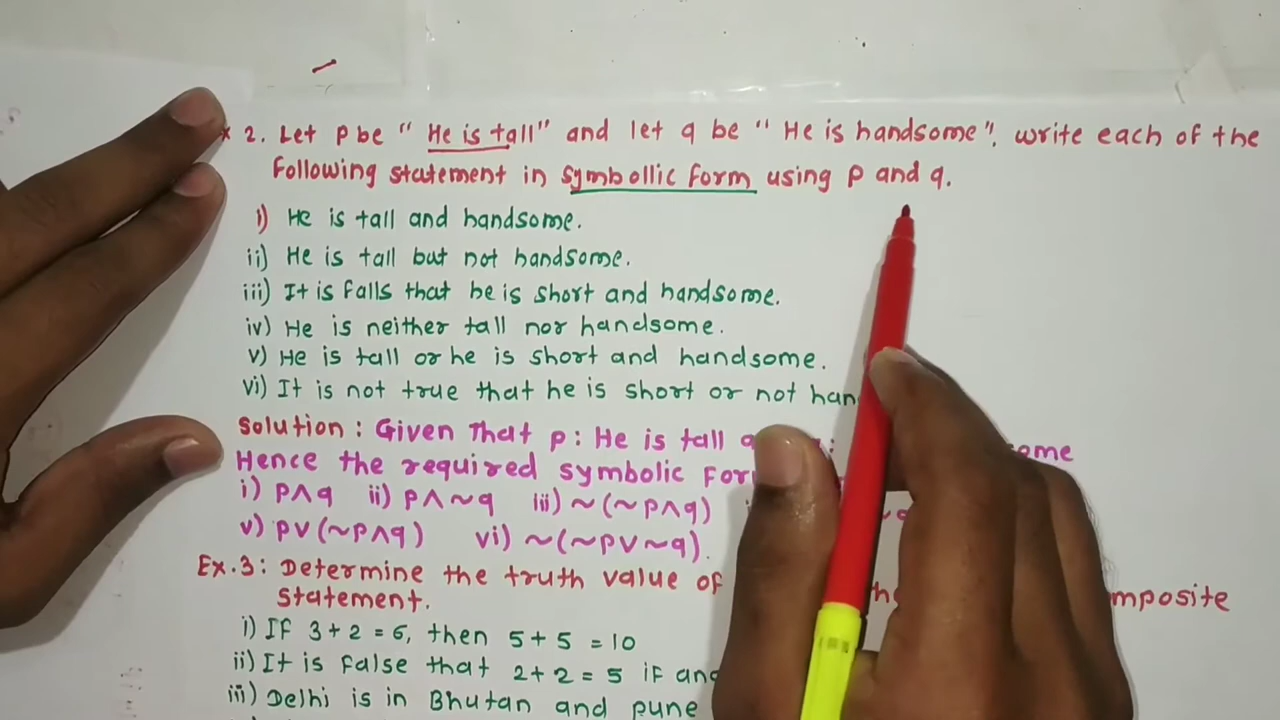 * 2. Let p be " He is tall" and let q be " He is handsome". write each of the
following statement in symbollic form using p and q.
i) He is tall and handsome.
ii) He is tall but not handsome.
iii) It is falls that he is short and handsome.
iv) He is neither tall nor handsome.
v) He is tall or he is short and handsome.
vi) It is not true that he is short or not han
Solution : Given that p : He is tall
Hence the required symbolic for
i) p∧q ii) p∧~q iii) ~(~p∧q)
v) p∨(~p∧q) vi) ~(~p∨~q).
Ex.3: Determine the truth value of mposite
statement.
i) If 3+2 = 6, then 5+5 = 10
ii) It is false that 2+2 = 5 if and
iii) Delhi is in Bhutan and pune